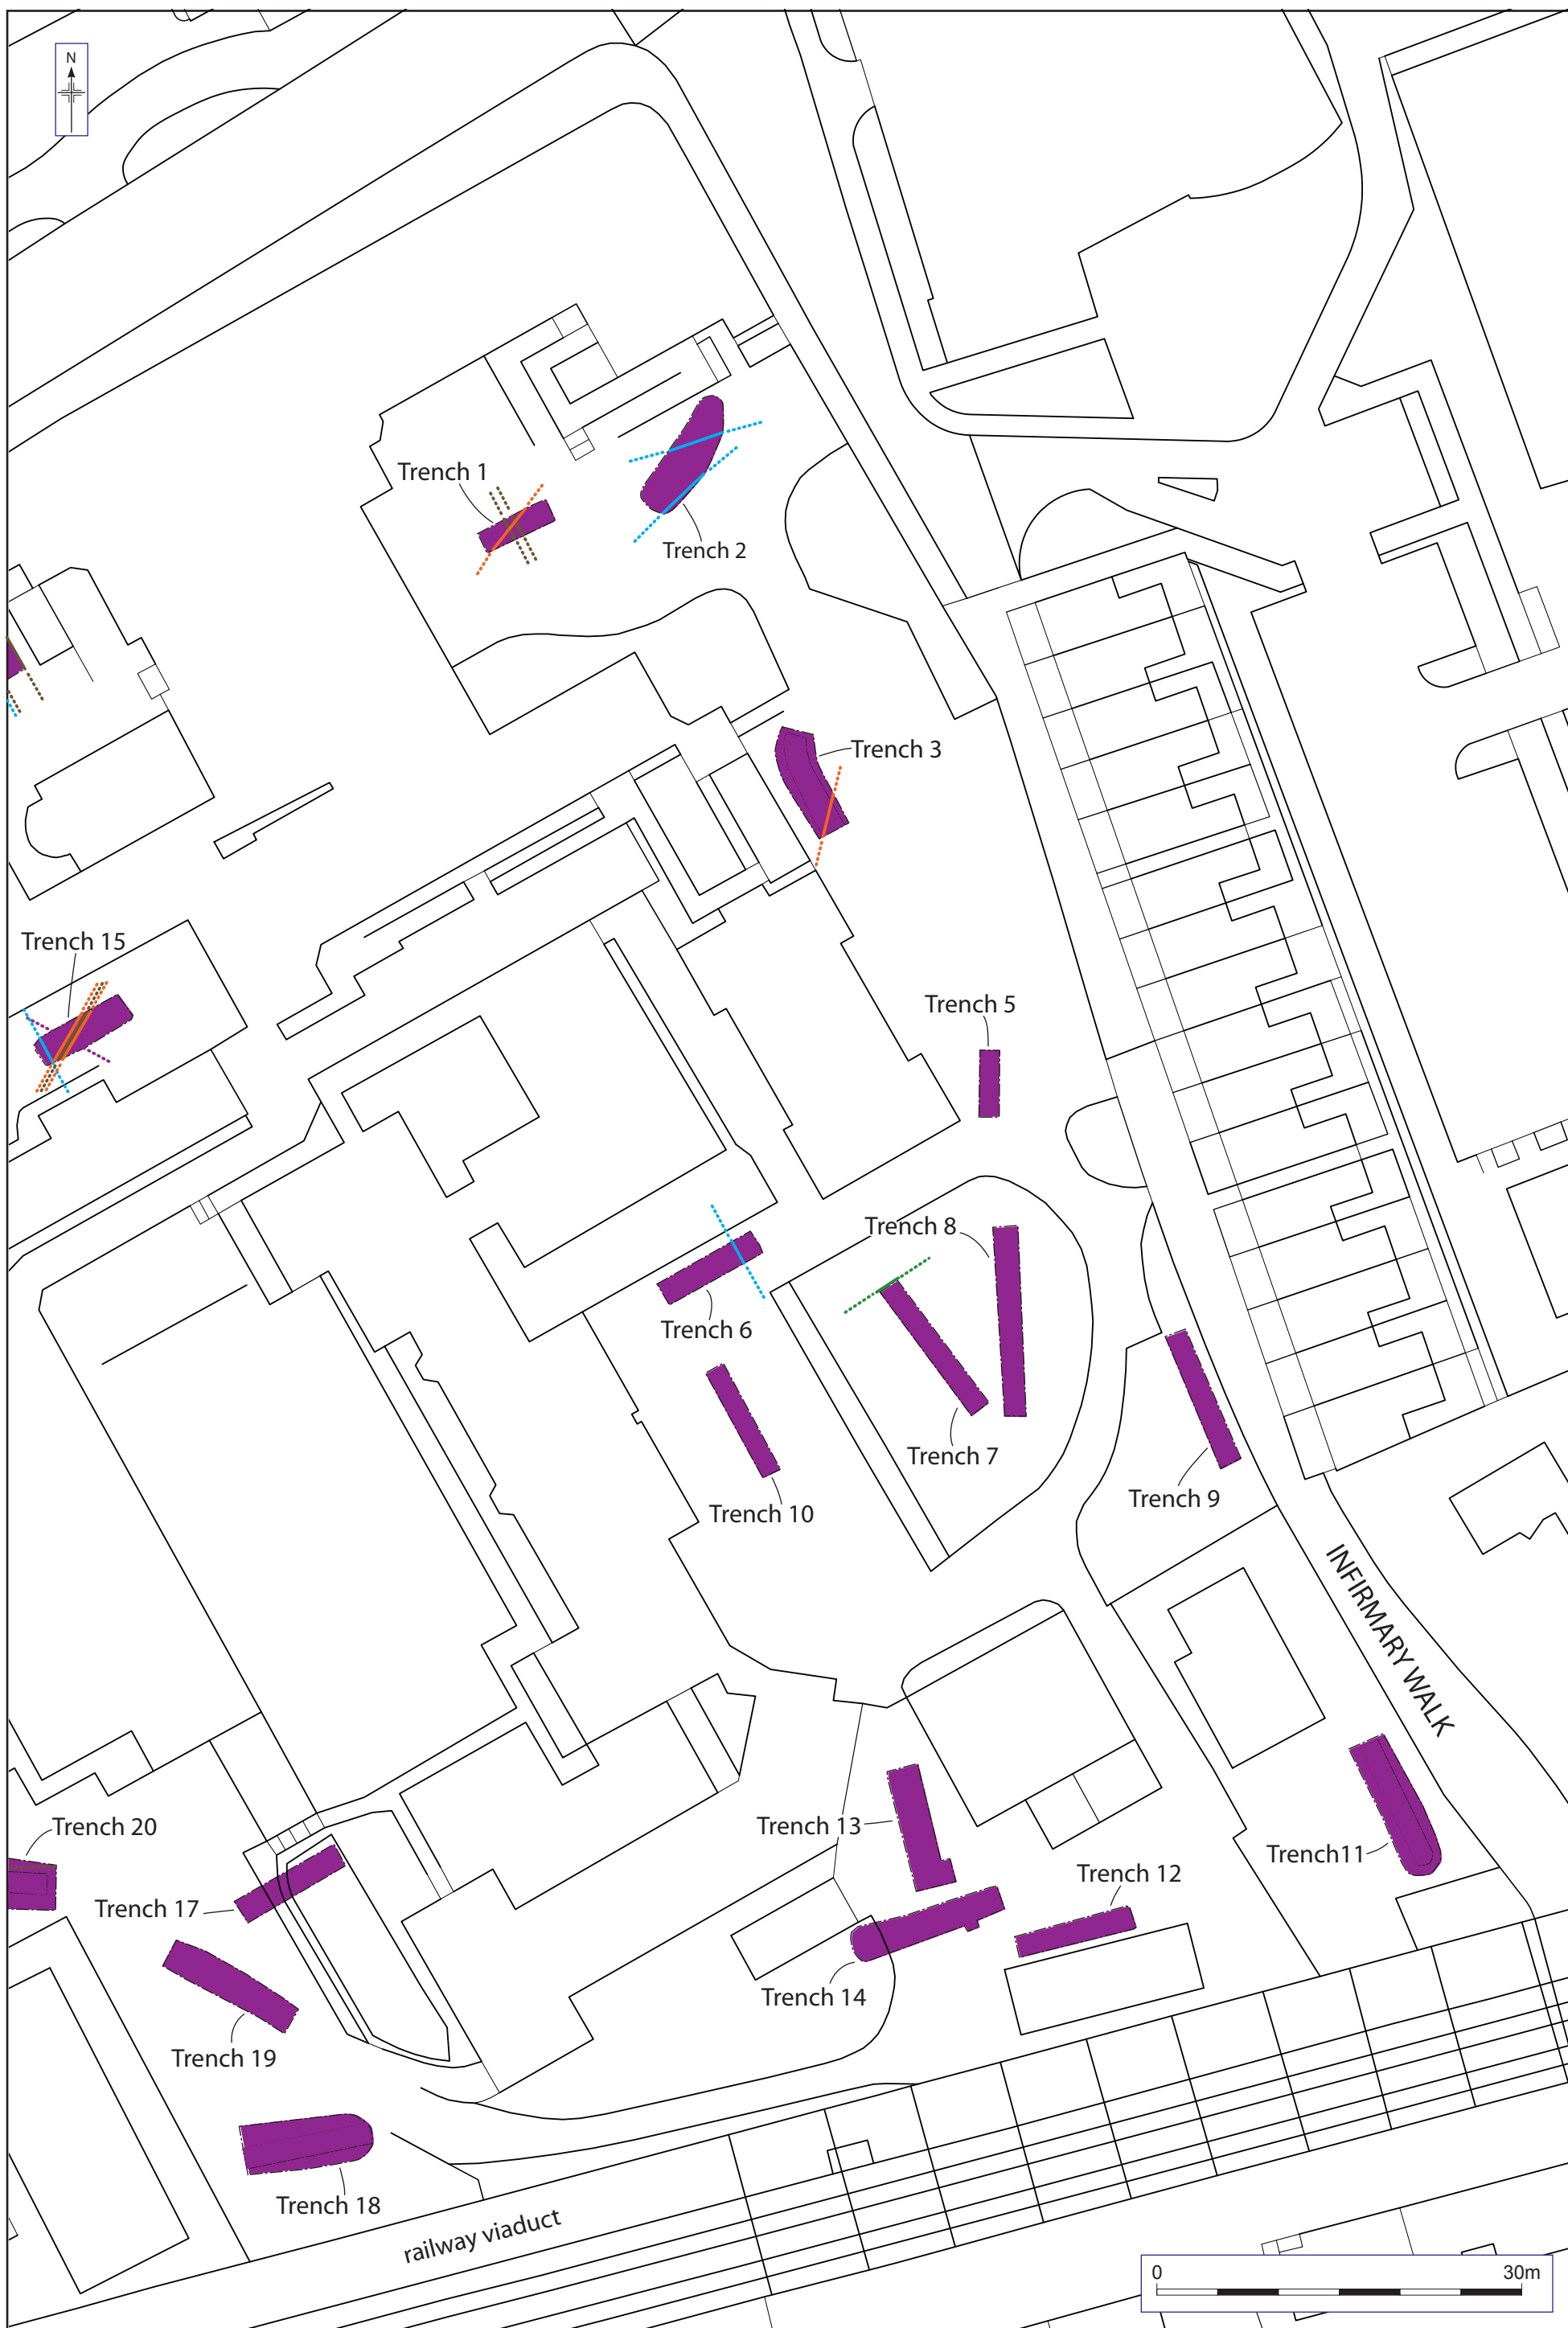 N
Trench 1
Trench 2
Trench 3
Trench 15
Trench 5
Trench 8
Trench 6
Trench 7
Trench 9
Trench 10
INFIRMARY WALK
Trench 13
Trench 20
Trench11
Trench 12
Trench 17
Trench 14
Trench 19
Trench 18
railway viaduct
0 30m